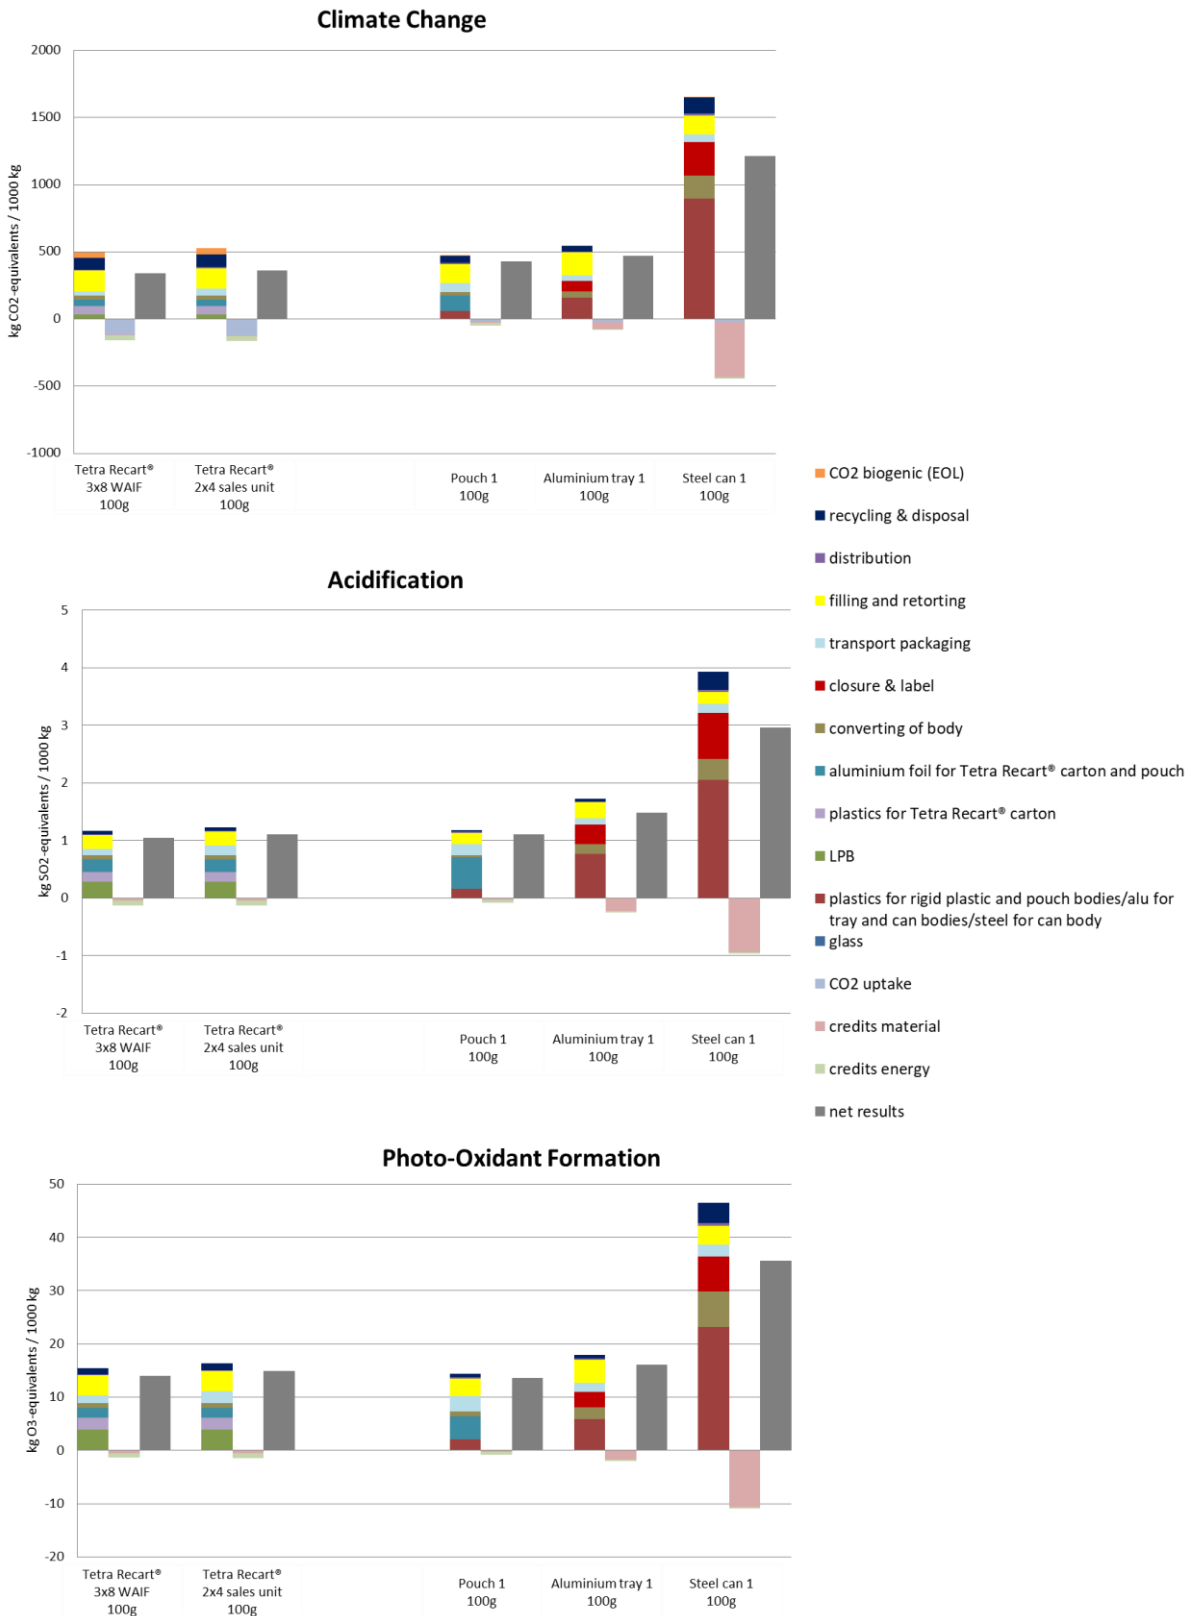 Climate Change
kg CO2-equivalents / 1000 kg
2000
1500
1000
500
0
-500
-1000
Tetra Recart®
3x8 WAIF
100g
Tetra Recart®
2x4 sales unit
100g
Pouch 1
100g
Aluminium tray 1
100g
Steel can 1
100g
Acidification
kg SO2-equivalents / 1000 kg
5
4
3
2
1
0
-1
-2
Tetra Recart®
3x8 WAIF
100g
Tetra Recart®
2x4 sales unit
100g
Pouch 1
100g
Aluminium tray 1
100g
Steel can 1
100g
CO2 biogenic (EOL)
recycling & disposal
distribution
filling and retorting
transport packaging
closure & label
converting of body
aluminium foil for Tetra Recart® carton and pouch
plastics for Tetra Recart® carton
LPB
plastics for rigid plastic and pouch bodies/alu for
tray and can bodies/steel for can body
glass
CO2 uptake
credits material
credits energy
net results
Photo-Oxidant Formation
kg O3-equivalents / 1000 kg
50
40
30
20
10
0
-10
-20
Tetra Recart®
3x8 WAIF
100g
Tetra Recart®
2x4 sales unit
100g
Pouch 1
100g
Aluminium tray 1
100g
Steel can 1
100g